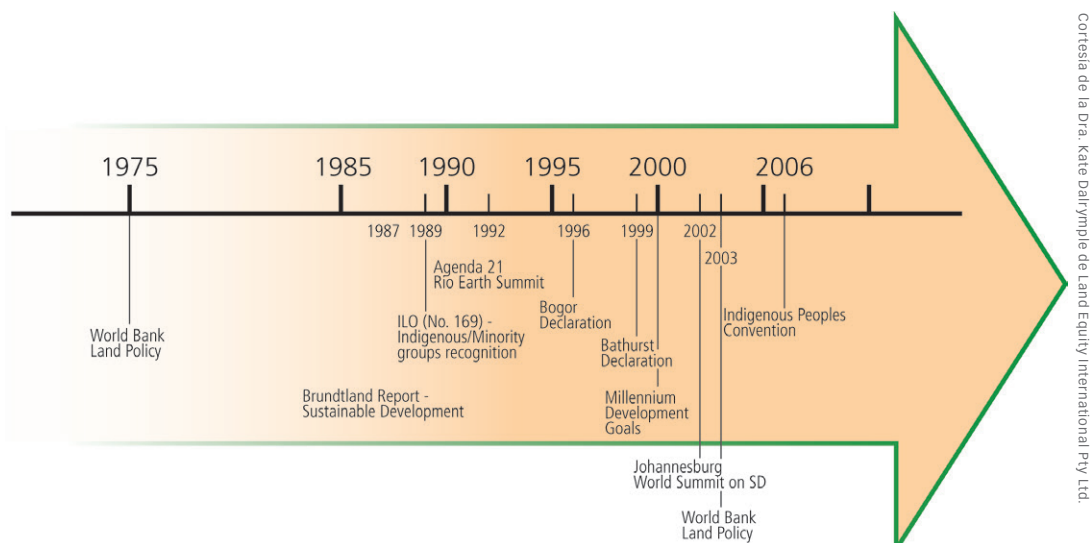 1975
1985
1990
1995
2000
2006
1987
1989
1992
1996
1999
2002
2003
World Bank
Land Policy
Brundtland Report -
Sustainable Development
ILO (No. 169) -
Indigenous/Minority
groups recognition
Agenda 21
Rio Earth Summit
Bogor
Declaration
Bathurst
Declaration
Millennium
Development
Goals
Johannesburg
World Summit on SD
World Bank
Land Policy
Indigenous Peoples
Convention
Cortesia de la Dra. Kate Dalrymple de Land Equity International Pty Ltd.